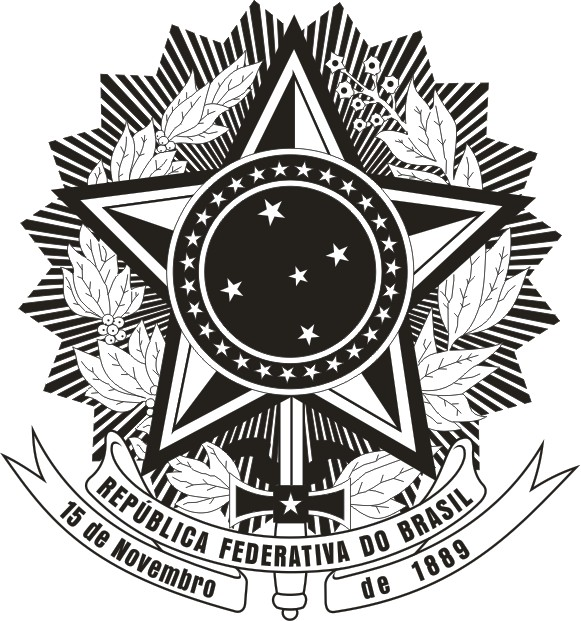 REPÚBLICA FEDERATIVA DO BRASIL
15 de Novembro de 1889